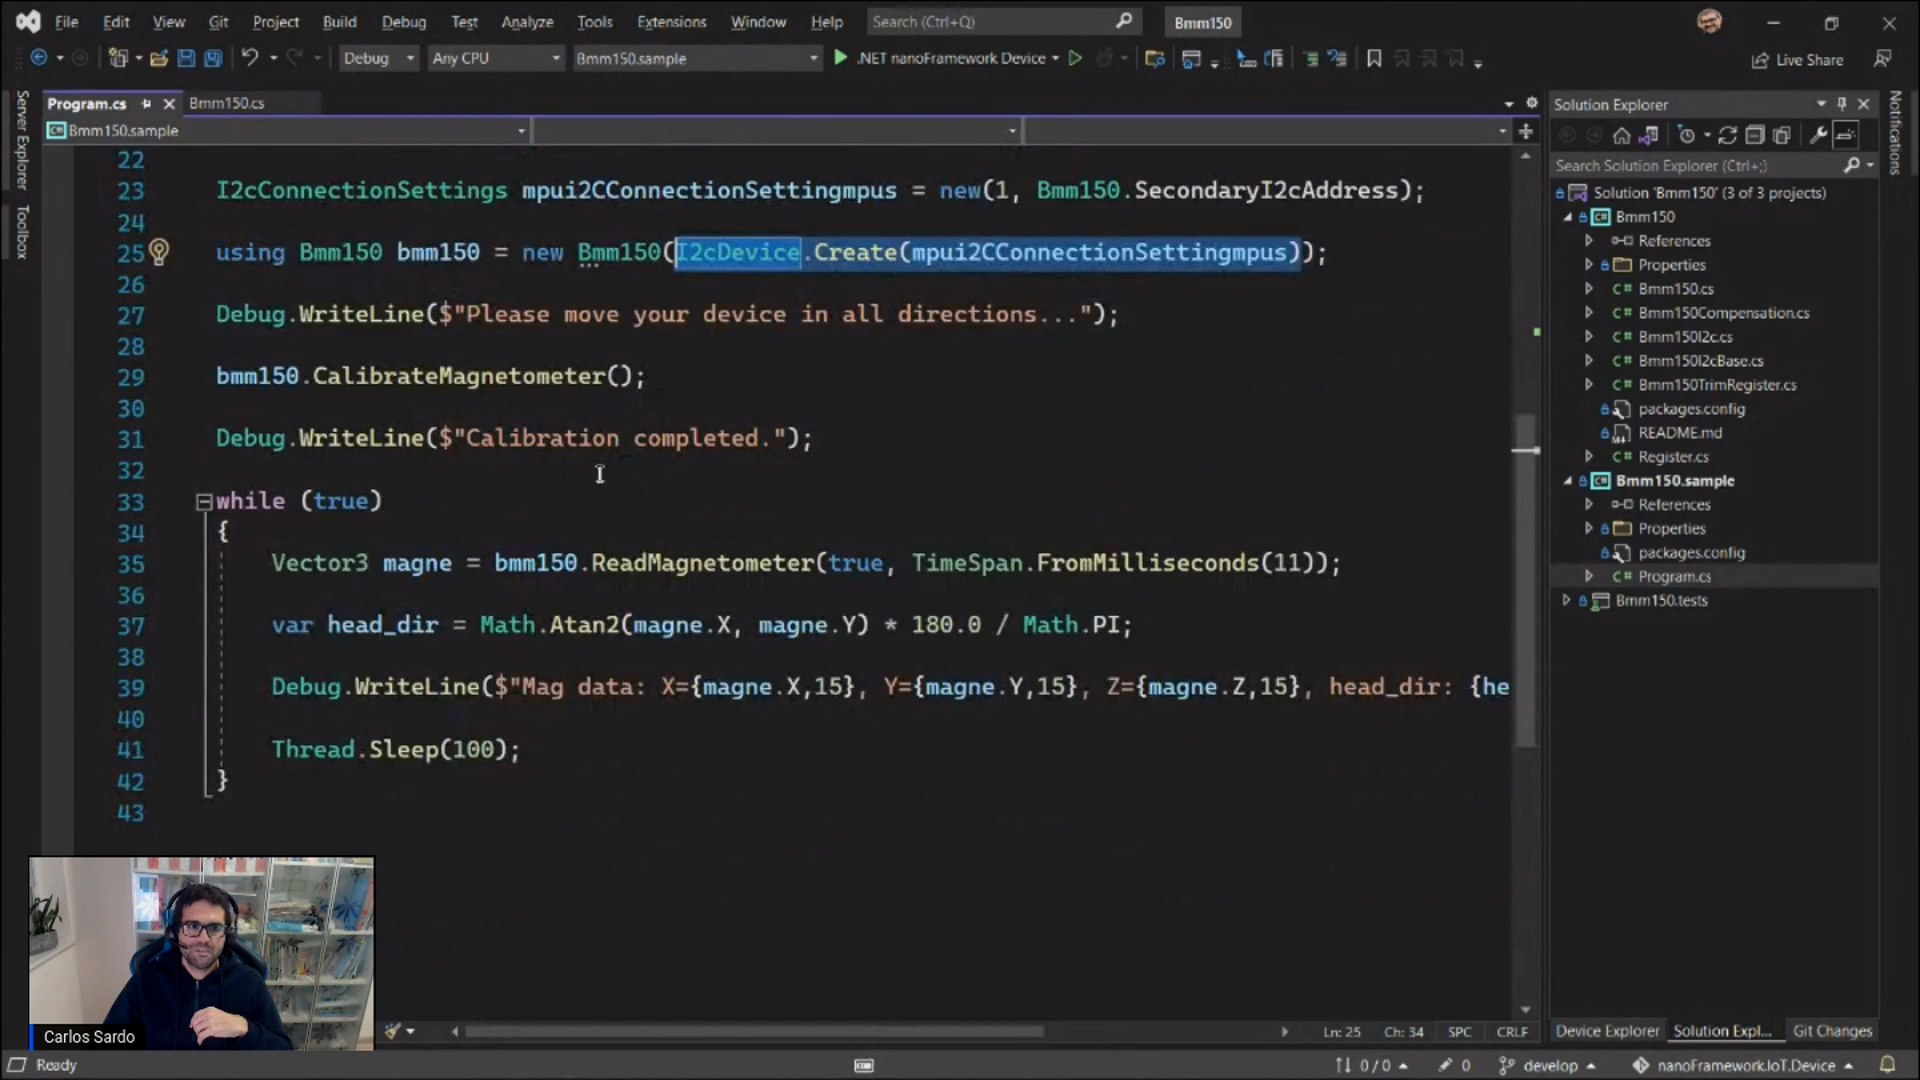 File Edit View Git Project Build Debug Test Analyze Tools Extensions Window Help Search (Ctrl+Q) Bmm150
Debug Any CPU Bmm150.sample .NET nanoFramework Device Live Share
Program.cs Bmm150.cs
Bmm150.sample
Server Explorer
Toolbox
22
23 I2cConnectionSettings mpui2CConnectionSettingmpus = new(1, Bmm150.SecondaryI2cAddress);
24
25 using Bmm150 bmm150 = new Bmm150(I2cDevice.Create(mpui2CConnectionSettingmpus));
26
27 Debug.WriteLine($"Please move your device in all directions...");
28
29 bmm150.CalibrateMagnetometer();
30
31 Debug.WriteLine($"Calibration completed.");
32
33 while (true)
34 {
35 Vector3 magne = bmm150.ReadMagnetometer(true, TimeSpan.FromMilliseconds(11));
36
37 var head_dir = Math.Atan2(magne.X, magne.Y) * 180.0 / Math.PI;
38
39 Debug.WriteLine($"Mag data: X={magne.X,15}, Y={magne.Y,15}, Z={magne.Z,15}, head_dir: {he
40
41 Thread.Sleep(100);
42 }
43
Solution Explorer
Search Solution Explorer (Ctrl+;)
Solution 'Bmm150' (3 of 3 projects)
Bmm150
References
Properties
C# Bmm150.cs
C# Bmm150Compensation.cs
C# Bmm150I2c.cs
C# Bmm150I2cBase.cs
C# Bmm150TrimRegister.cs
packages.config
README.md
C# Register.cs
Bmm150.sample
References
Properties
packages.config
C# Program.cs
Bmm150.tests
Notifications
Carlos Sardo
Ln: 25 Ch: 34 SPC CRLF
Device Explorer Solution Expl... Git Changes
Ready 0 / 0 0 develop nanoFramework.IoT.Device